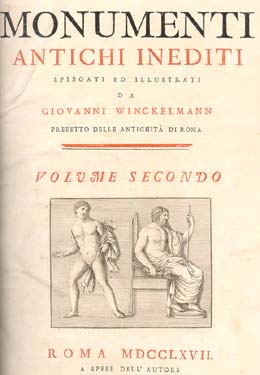 MONUMENTI
ANTICHI INEDITI
SPIEGATI ED ILLUSTRATI
DA
GIOVANNI WINCKELMANN
PREFETTO DELLE ANTICHITÀ DI ROMA
VOLVME SECONDO
ROMA MDCCLXVII.
A SPESE DELL' AUTORE